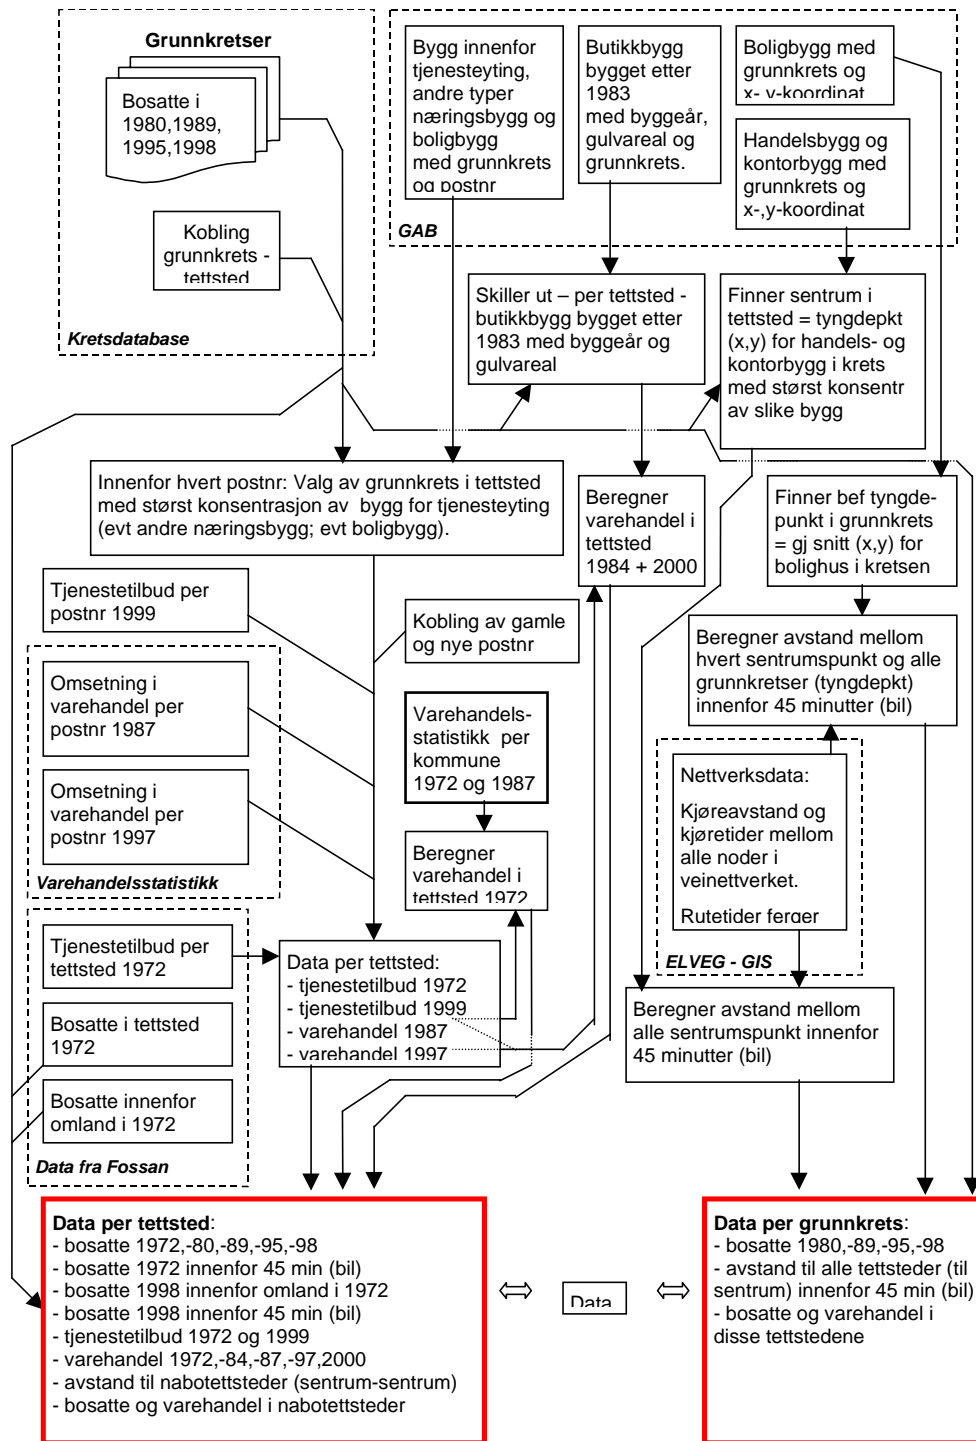 Grunnkretser
Bosatte i
1980,1989,
1995,1998
Kobling
grunnkrets -
tettsted
Kretsdatabase
Bygg innenfor
tjenesteyting,
andre typer
næringsbygg og
boligbygg
med grunnkrets
og postnr
Butikkbygg
bygget etter
1983
med byggeår,
gulvareal og
grunnkrets.
Boligbygg med
grunnkrets og
x-, y-koordinat
Handelsbygg og
kontorbygg med
grunnkrets og
x-,y-koordinat
GAB
Skiller ut – per tettsted -
butikkbygg bygget etter
1983 med byggeår og
gulvareal
Finner sentrum i
tettsted = tyngdepkt
(x,y) for handels- og
kontorbygg i krets
med størst konsentr
av slike bygg
Innenfor hvert postnr: Valg av grunnkrets i tettsted
med størst konsentrasjon av bygg for tjenesteyting
(evt andre næringsbygg; evt boligbygg).
Beregner
varehandel i
tettsted
1984 + 2000
Finner bef tyngde-
punkt i grunnkrets
= gj snitt (x,y) for
bolighus i kretsen
Tjenestetilbud per
postnr 1999
Kobling av gamle
og nye postnr
Beregner avstand mellom
hvert sentrumspunkt og alle
grunnkretser (tyngdepkt)
innenfor 45 minutter (bil)
Omsetning i
varehandel per
postnr 1987
Omsetning i
varehandel per
postnr 1997
Varehandelsstatistikk
Varehandels-
statistikk per
kommune
1972 og 1987
Beregner
varehandel i
tettsted 1972
Nettverksdata:
Kjøreavstand og
kjøretider mellom
alle noder i
veinettverket.
Rutetider ferger
ELVEG - GIS
Tjenestetilbud per
tettsted 1972
Bosatte i tettsted
1972
Bosatte innenfor
omland i 1972
Data fra Fossan
Data per tettsted:
- tjenestetilbud 1972
- tjenestetilbud 1999
- varehandel 1987
- varehandel 1997
Beregner avstand mellom
alle sentrumspunkt innenfor
45 minutter (bil)
Data per tettsted:
- bosatte 1972,-80,-89,-95,-98
- bosatte 1972 innenfor 45 min (bil)
- bosatte 1998 innenfor omland i 1972
- bosatte 1998 innenfor 45 min (bil)
- tjenestetilbud 1972 og 1999
- varehandel 1972,-84,-87,-97,2000
- avstand til nabotettsteder (sentrum-sentrum)
- bosatte og varehandel i nabotettsteder
Data
Data per grunnkrets:
- bosatte 1980,-89,-95,-98
- avstand til alle tettsteder (til
sentrum) innenfor 45 min (bil)
- bosatte og varehandel i
disse tettstedene